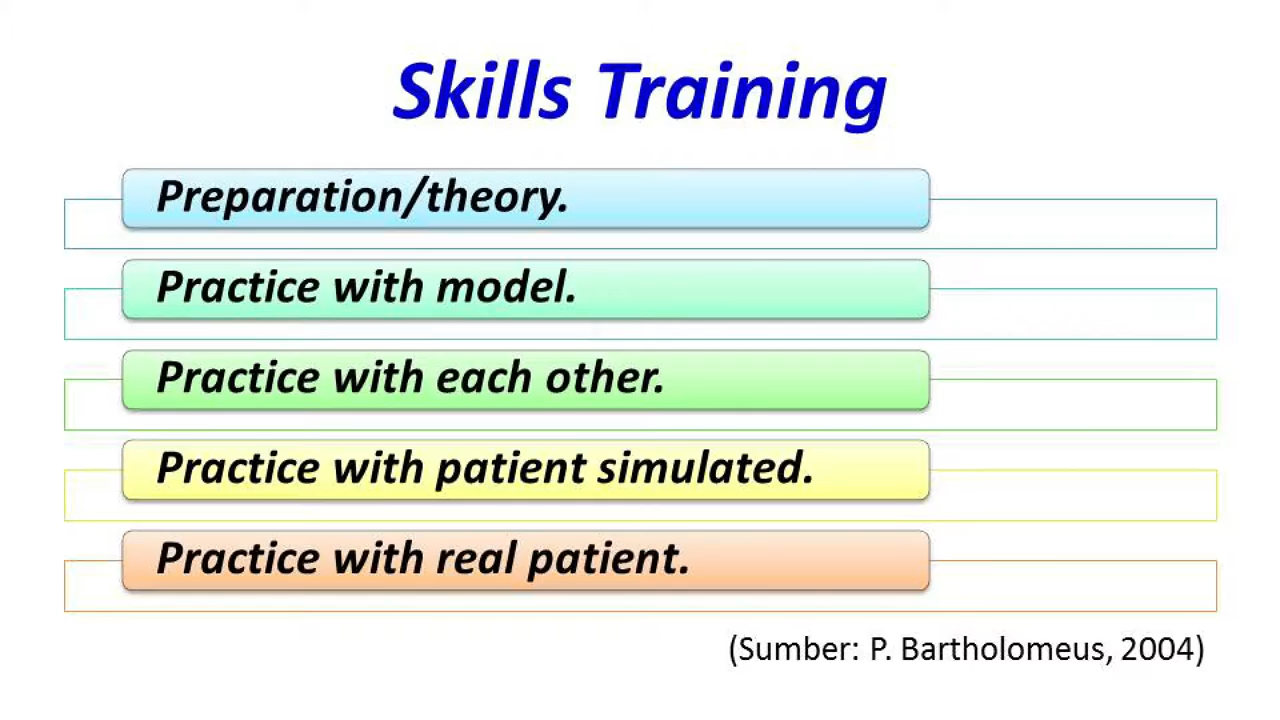 Skills Training
Preparation/theory.
Practice with model.
Practice with each other.
Practice with patient simulated.
Practice with real patient.
(Sumber: P. Bartholomeus, 2004)